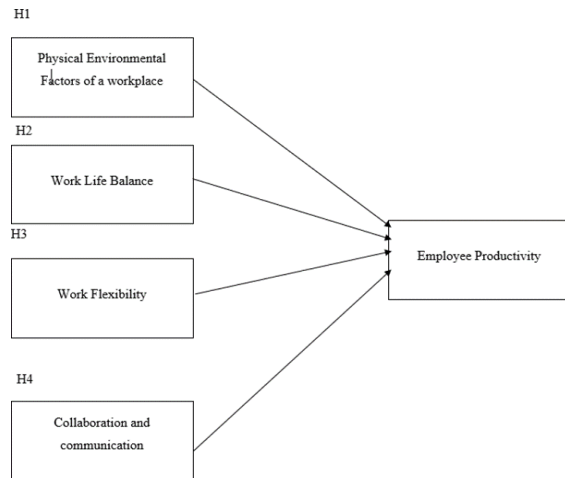 H1
Physical Environmental
Factors of a workplace
H2
Work Life Balance
H3
Work Flexibility
Employee Productivity
H4
Collaboration and
communication